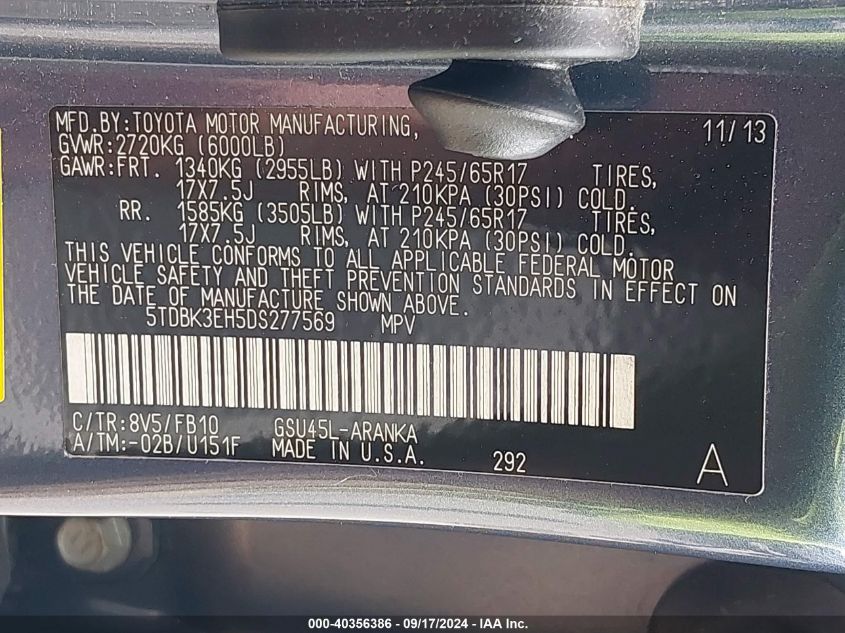 MFD.BY:TOYOTA MOTOR MANUFACTURING, 11/13
GVWR:2720KG (6000LB)
GAWR:FRT. 1340KG (2955LB) WITH P245/65R17 TIRES,
17X7.5J RIMS, AT 210KPA (30PSI) COLD.
RR. 1585KG (3505LB) WITH P245/65R17 TIRES,
17X7.5J RIMS, AT 210KPA (30PSI) COLD.
THIS VEHICLE CONFORMS TO ALL APPLICABLE FEDERAL MOTOR
VEHICLE SAFETY AND THEFT PREVENTION STANDARDS IN EFFECT ON
THE DATE OF MANUFACTURE SHOWN ABOVE.
5TDBK3EH5DS277569 MPV
C/TR:8V5/FB10 GSU45L-ARANKA
A/TM:-02B/U151F MADE IN U.S.A. 292 A
000-40356386 - 09/17/2024 - IAA Inc.